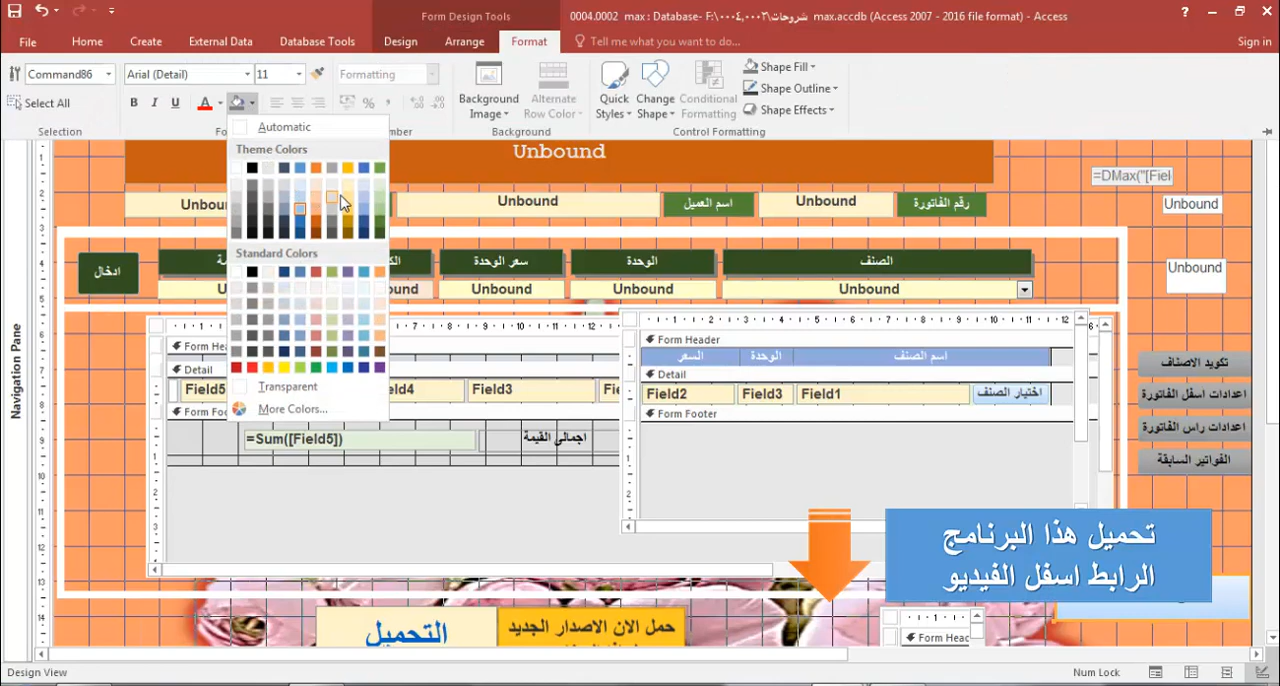 Form Design Tools
0004.0002 max : Database- F:\شروحات\٠٠٠٤,٠٠٠٢ max.accdb (Access 2007 - 2016 file format) - Access
?
File Home Create External Data Database Tools Design Arrange Format Tell me what you want to do... Sign in
Command86 Arial (Detail) 11 Formatting
Select All B I U A % ,
Selection
Background Image
Alternate Row Color
Background
Quick Styles
Change Shape
Conditional Formatting
Shape Fill
Shape Outline
Shape Effects
Control Formatting
Automatic
Theme Colors
Standard Colors
Transparent
More Colors...
Navigation Pane
Unbound
=DMax("[Fiel
رقم الفاتورة Unbound اسم العميل Unbound
Unbound
الصنف الوحدة سعر الوحدة ادخال
Unbound Unbound Unbound
Unbound
Detail
Field5 Field4 Field3
=Sum([Field5]) اجمالي القيمة
Form Header
اسم الصنف الوحدة السعر
Detail
Field2 Field3 Field1 اختيار الصنف
Form Footer
تكويد الاصناف
اعدادات اسفل الفاتورة
اعدادات راس الفاتورة
الفواتير السابقة
تحميل هذا البرنامج
الرابط اسفل الفيديو
التحميل
حمل الان الاصدار الجديد
Form Heac
Design View
Num Lock